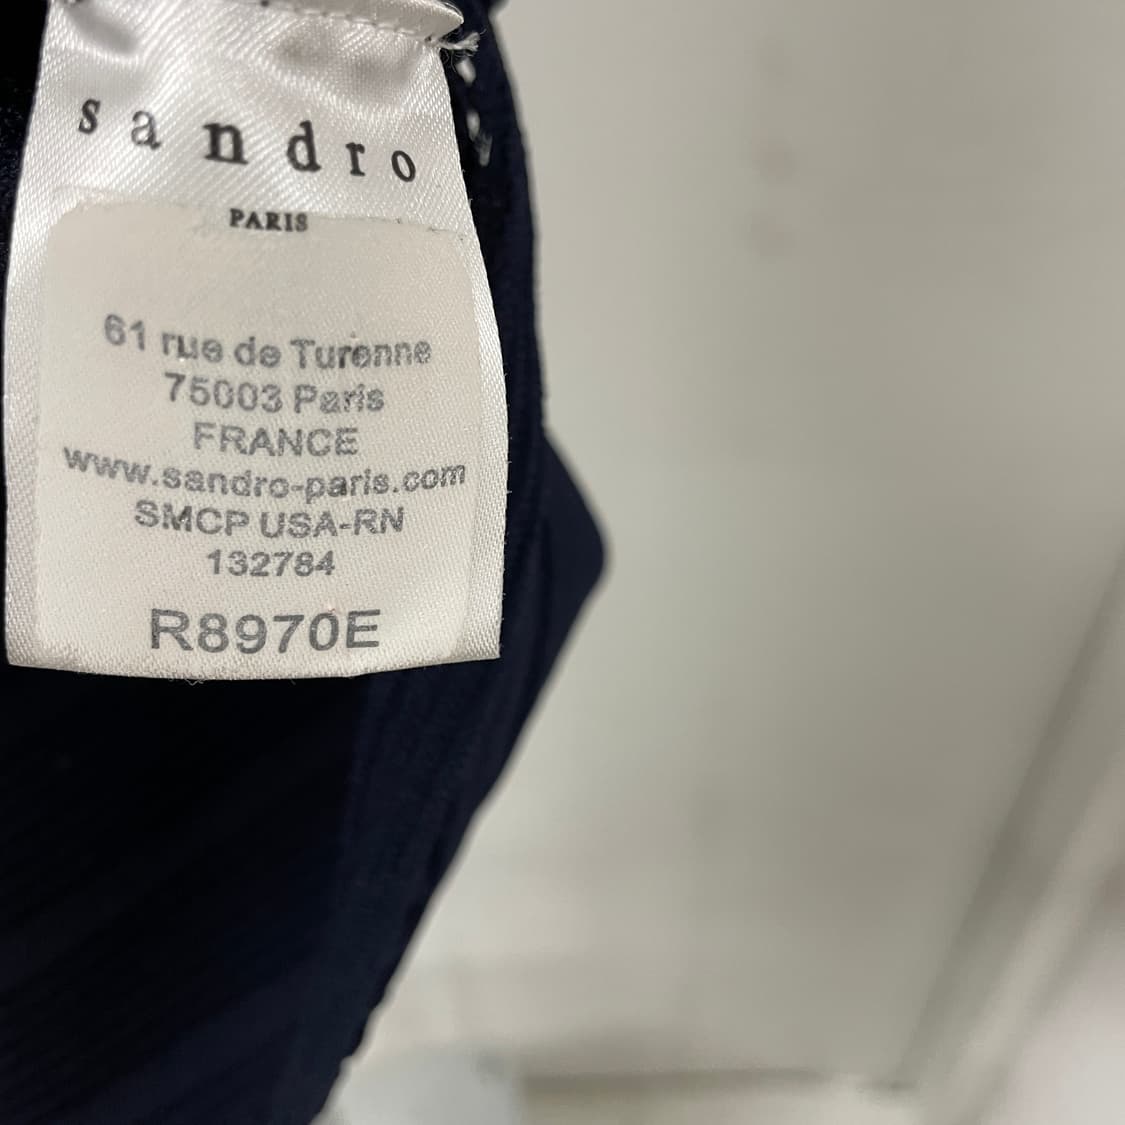 sandro
PARIS
61 rue de Turenne
75003 Paris
FRANCE
www.sandro-paris.com
SMCP USA-RN
132784
R8970E